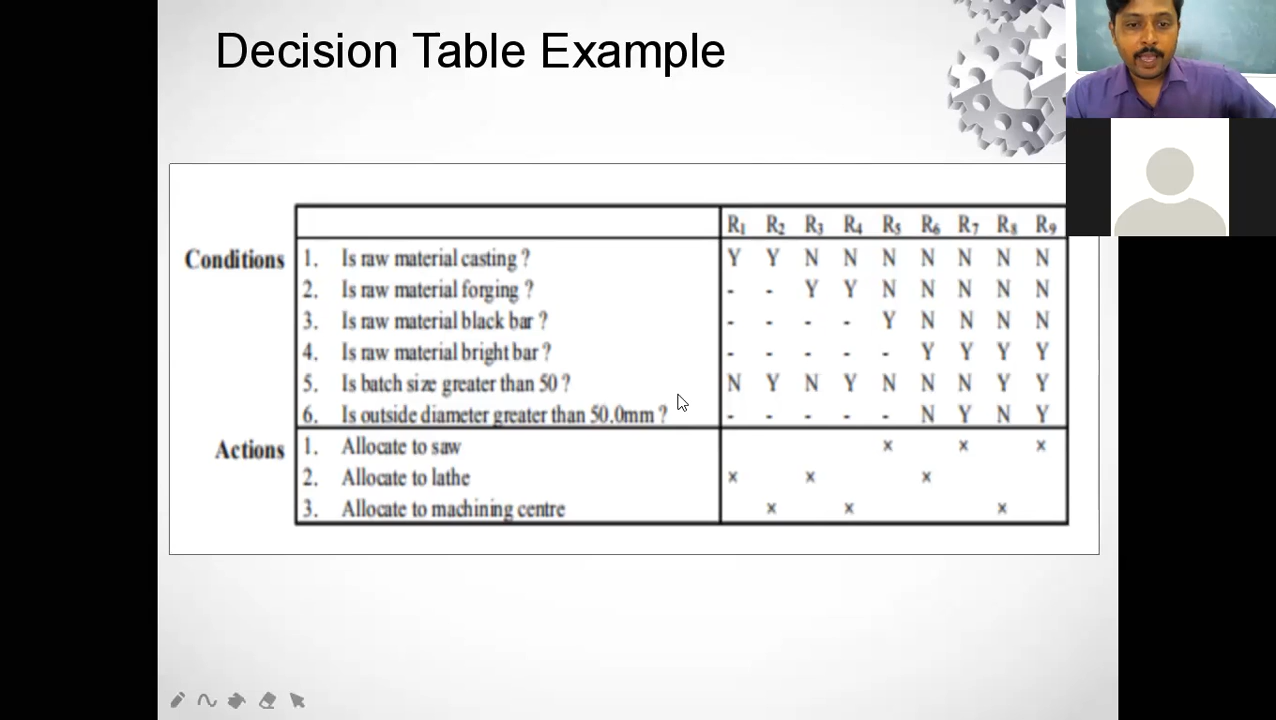 Decision Table Example
R1 R2 R3 R4 R5 R6 R7 R8 R9
Conditions 1. Is raw material casting ? Y Y N N N N N N N
2. Is raw material forging ? - - Y Y N N N N N
3. Is raw material black bar ? - - - - Y N N N N
4. Is raw material bright bar ? - - - - - Y Y Y Y
5. Is batch size greater than 50 ? N Y N Y N N N Y Y
6. Is outside diameter greater than 50.0mm ? - - - - - N Y N Y
Actions 1. Allocate to saw x x x
2. Allocate to lathe x x x
3. Allocate to machining centre x x x